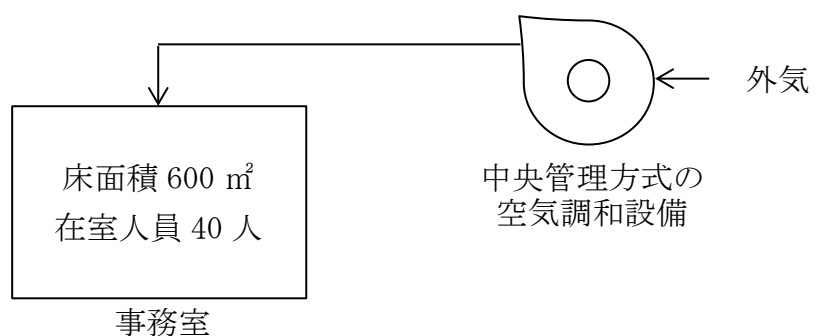 外気
床面積 600 ㎡
在室人員 40 人
中央管理方式の
空気調和設備
事務室